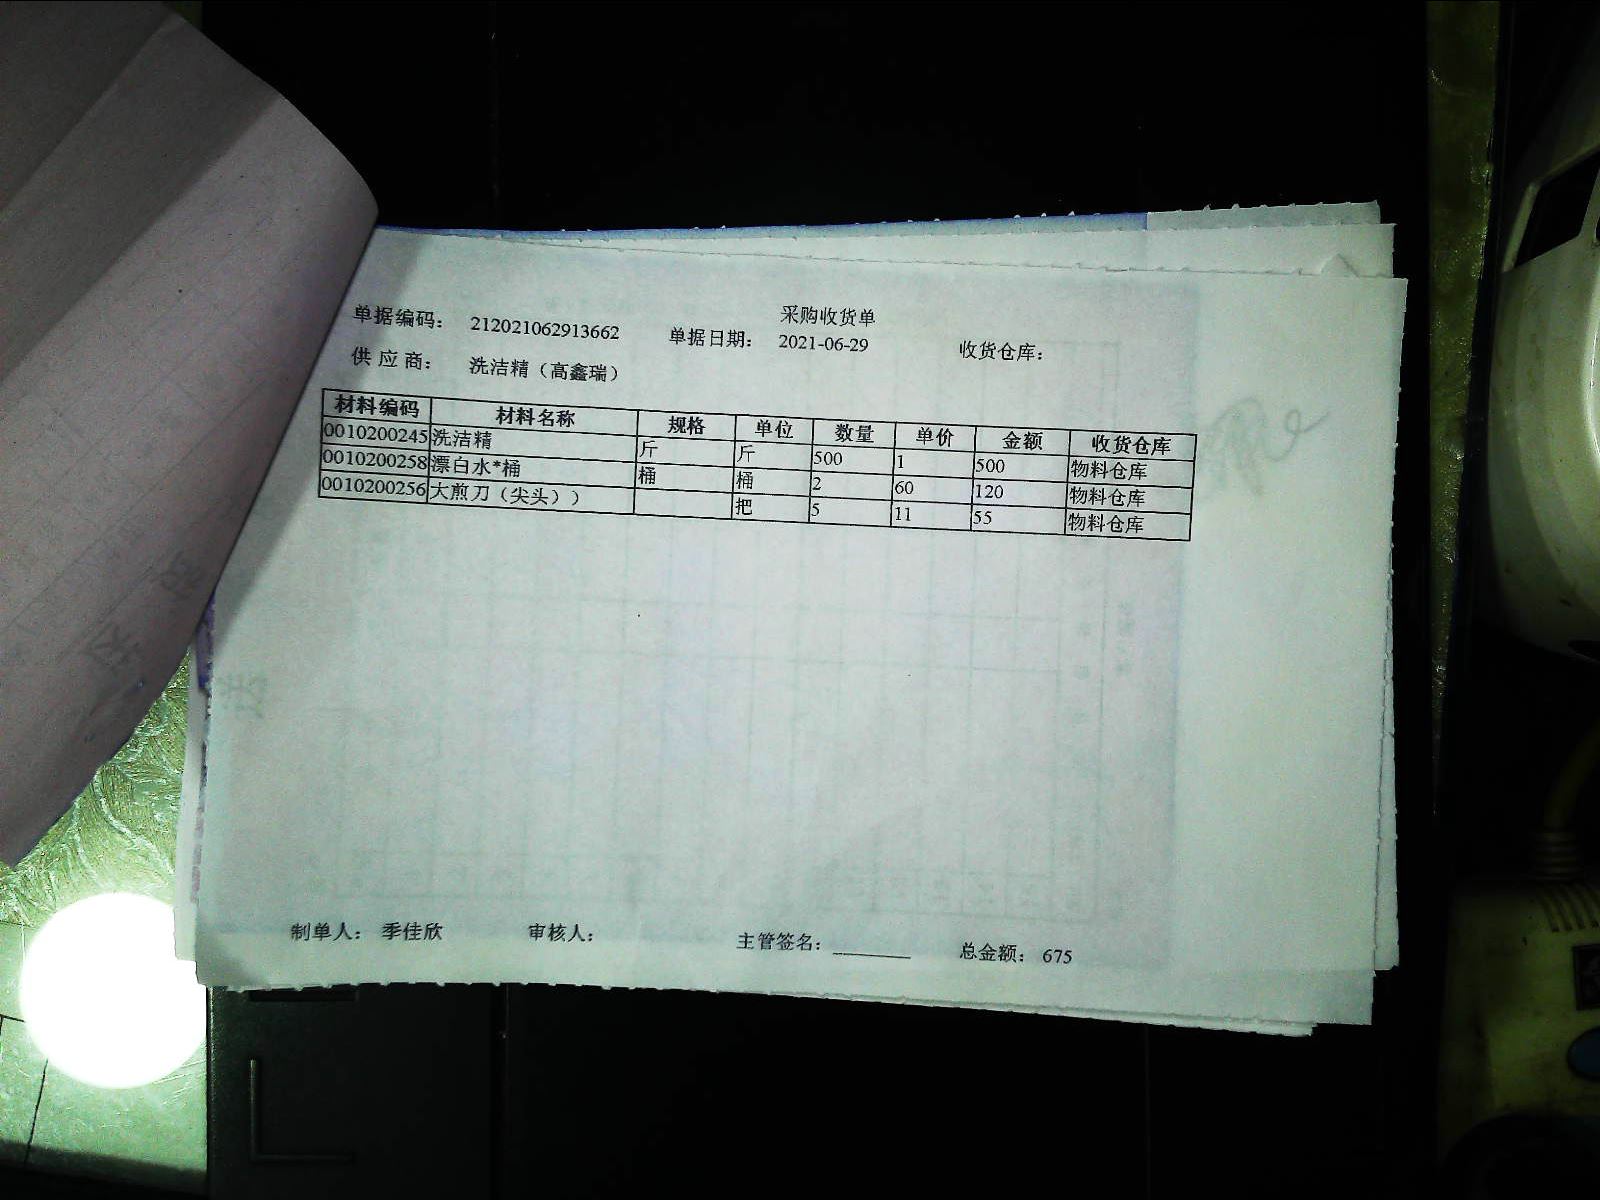 采购收货单
单据编码： 212021062913662 单据日期： 2021-06-29 收货仓库：
供 应 商： 洗洁精（高鑫瑞）
材料编码 材料名称 规格 单位 数量 单价 金额 收货仓库
0010200245 洗洁精 斤 斤 500 1 500 物料仓库
0010200258 漂白水*桶 桶 桶 2 60 120 物料仓库
0010200256 大煎刀（尖头）） 把 5 11 55 物料仓库
制单人： 季佳欣 审核人： 主管签名：________ 总金额： 675